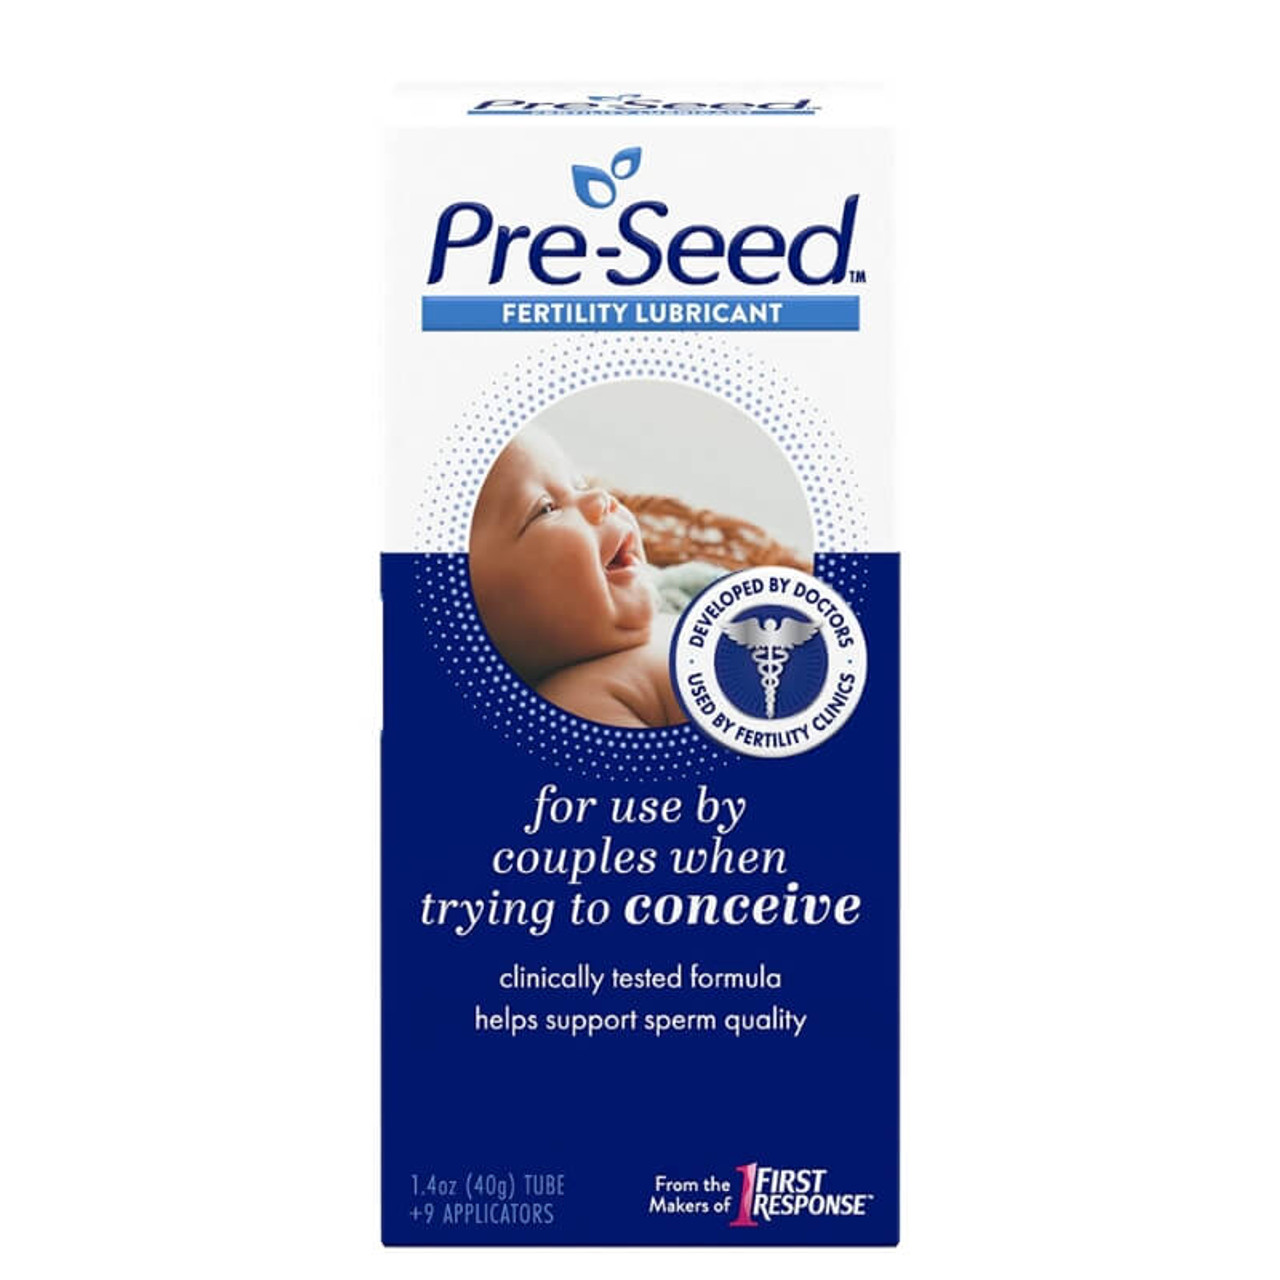 Pre-Seed
FERTILITY LUBRICANT
Pre-Seed™
FERTILITY LUBRICANT
DEVELOPED BY DOCTORS
USED BY FERTILITY CLINICS
for use by
couples when
trying to conceive
clinically tested formula
helps support sperm quality
1.4oz (40g) TUBE
+9 APPLICATORS
From the
Makers of
1 FIRST
RESPONSE™